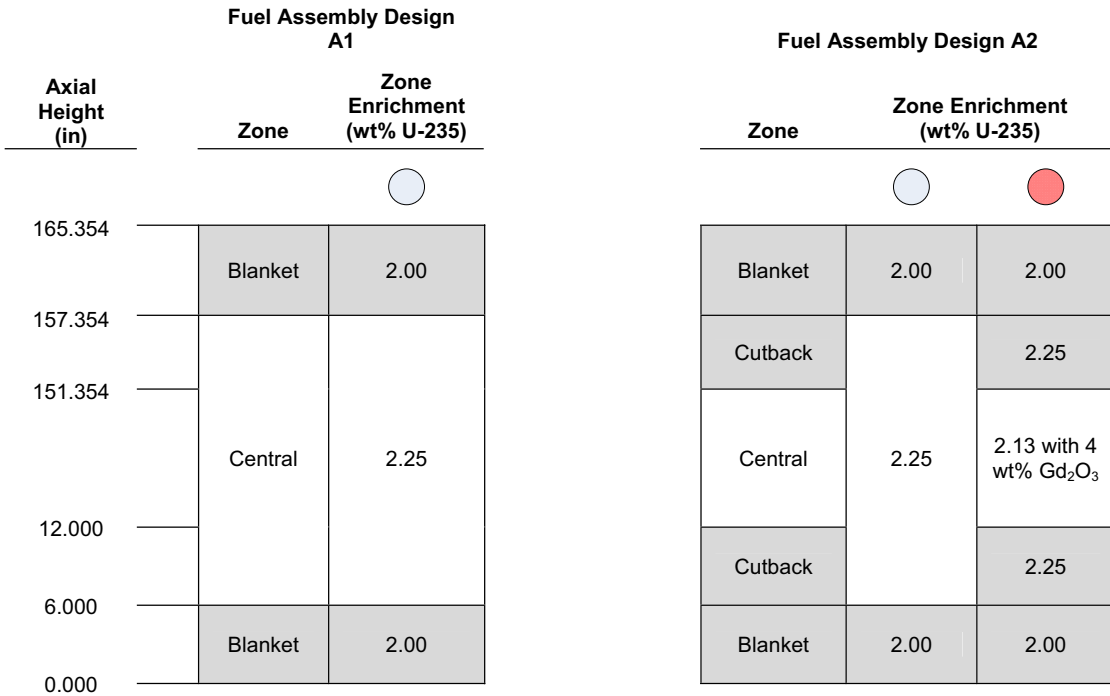 Fuel Assembly Design
A1
Fuel Assembly Design A2
Axial
Height
(in)
Zone
Zone
Enrichment
(wt% U-235)
Zone
Zone Enrichment
(wt% U-235)
165.354
Blanket 2.00
Blanket 2.00 2.00
157.354
Cutback 2.25
151.354
Central 2.25
Central 2.25 2.13 with 4
wt% Gd₂O₃
12.000
Cutback 2.25
6.000
Blanket 2.00
Blanket 2.00 2.00
0.000